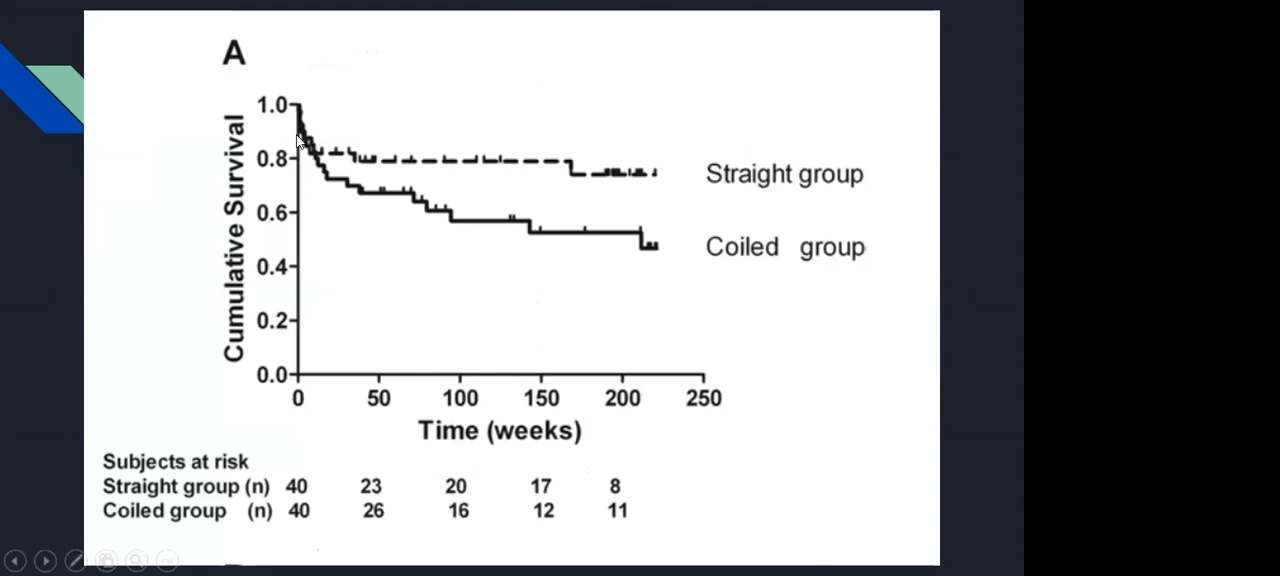 A
Cumulative Survival
1.0
0.8
0.6
0.4
0.2
0.0
0 50 100 150 200 250
Time (weeks)
Straight group
Coiled group
Subjects at risk
Straight group (n) 40 23 20 17 8
Coiled group (n) 40 26 16 12 11